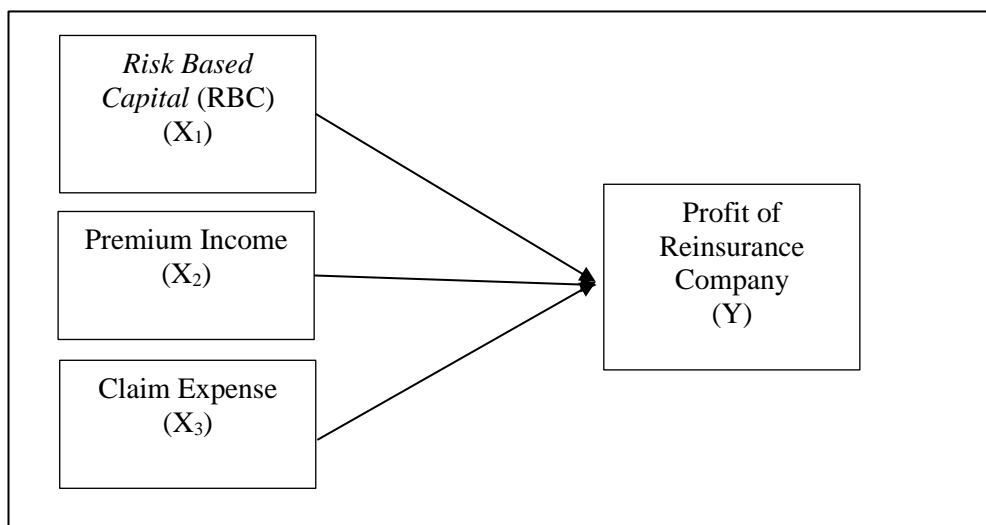 Risk Based
Capital (RBC)
(X₁)
Premium Income
(X₂)
Claim Expense
(X₃)
Profit of
Reinsurance
Company
(Y)